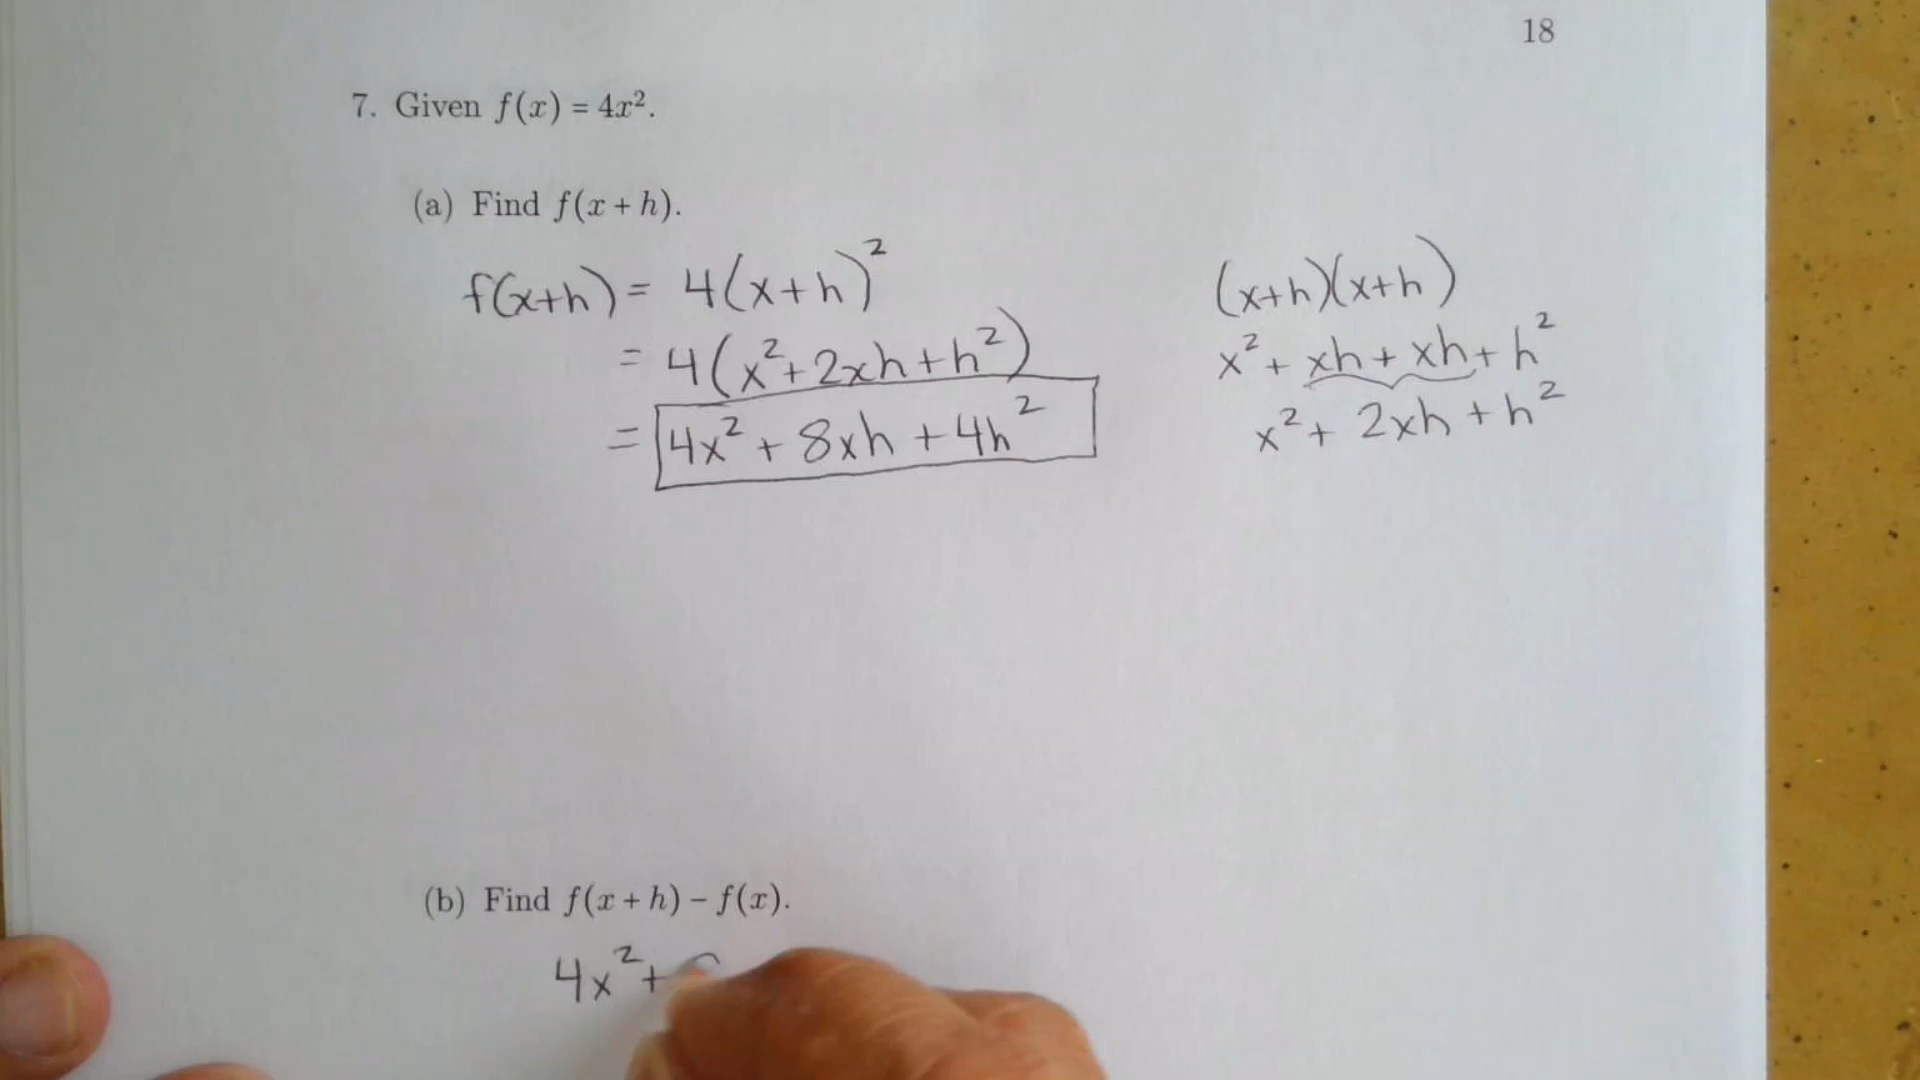 18
7. Given f(x) = 4x².
(a) Find f(x + h).
f(x+h) = 4(x+h)²
= 4(x²+2xh+h²)
= 4x² + 8xh + 4h²
(x+h)(x+h)
x² + xh + xh + h²
x² + 2xh + h²
(b) Find f(x + h) − f(x).
4x² +